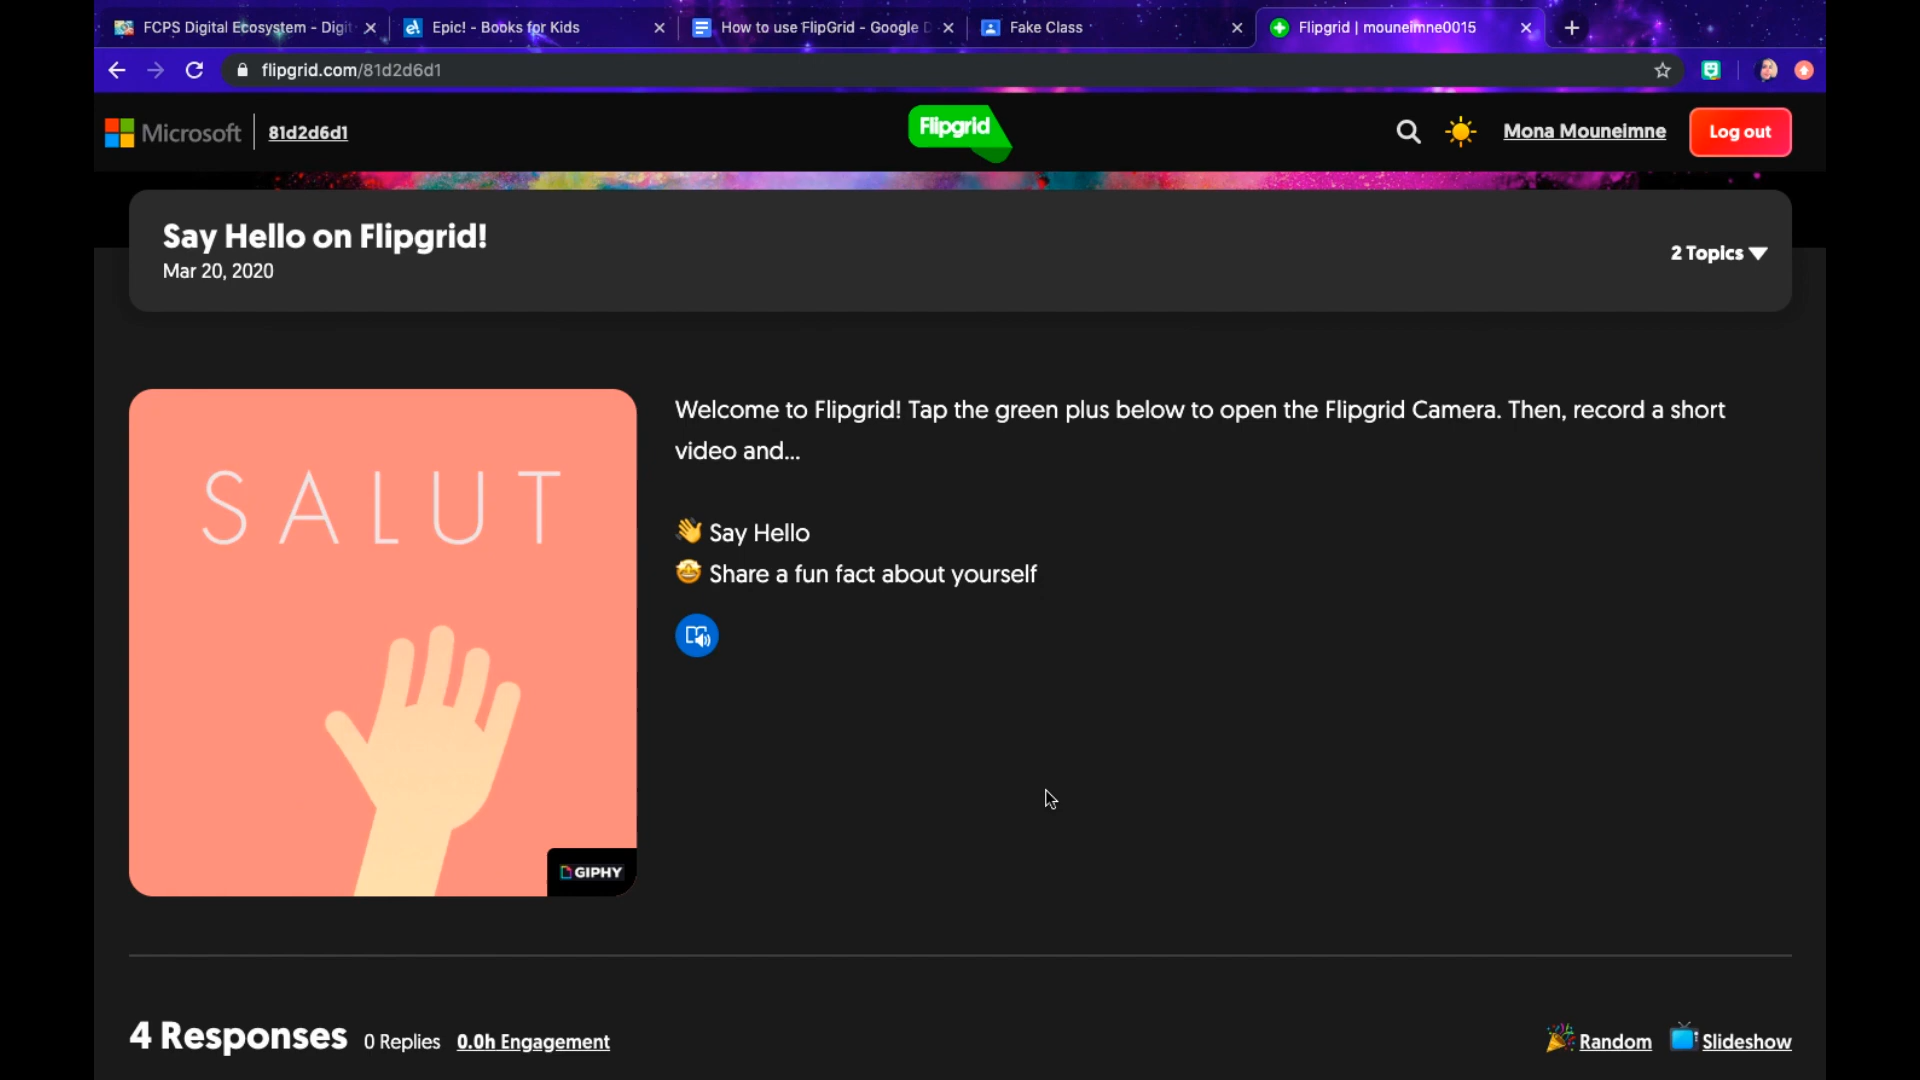 FCPS Digital Ecosystem - Digit
Epic! - Books for Kids
How to use FlipGrid - Google D
Fake Class
Flipgrid | mouneimne0015
flipgrid.com/81d2d6d1
Microsoft
81d2d6d1
Flipgrid
Mona Mouneimne
Log out
Say Hello on Flipgrid!
Mar 20, 2020
2 Topics
SALUT
GIPHY
Welcome to Flipgrid! Tap the green plus below to open the Flipgrid Camera. Then, record a short
video and...
👋 Say Hello
🤩 Share a fun fact about yourself
4 Responses
0 Replies
0.0h Engagement
Random
Slideshow